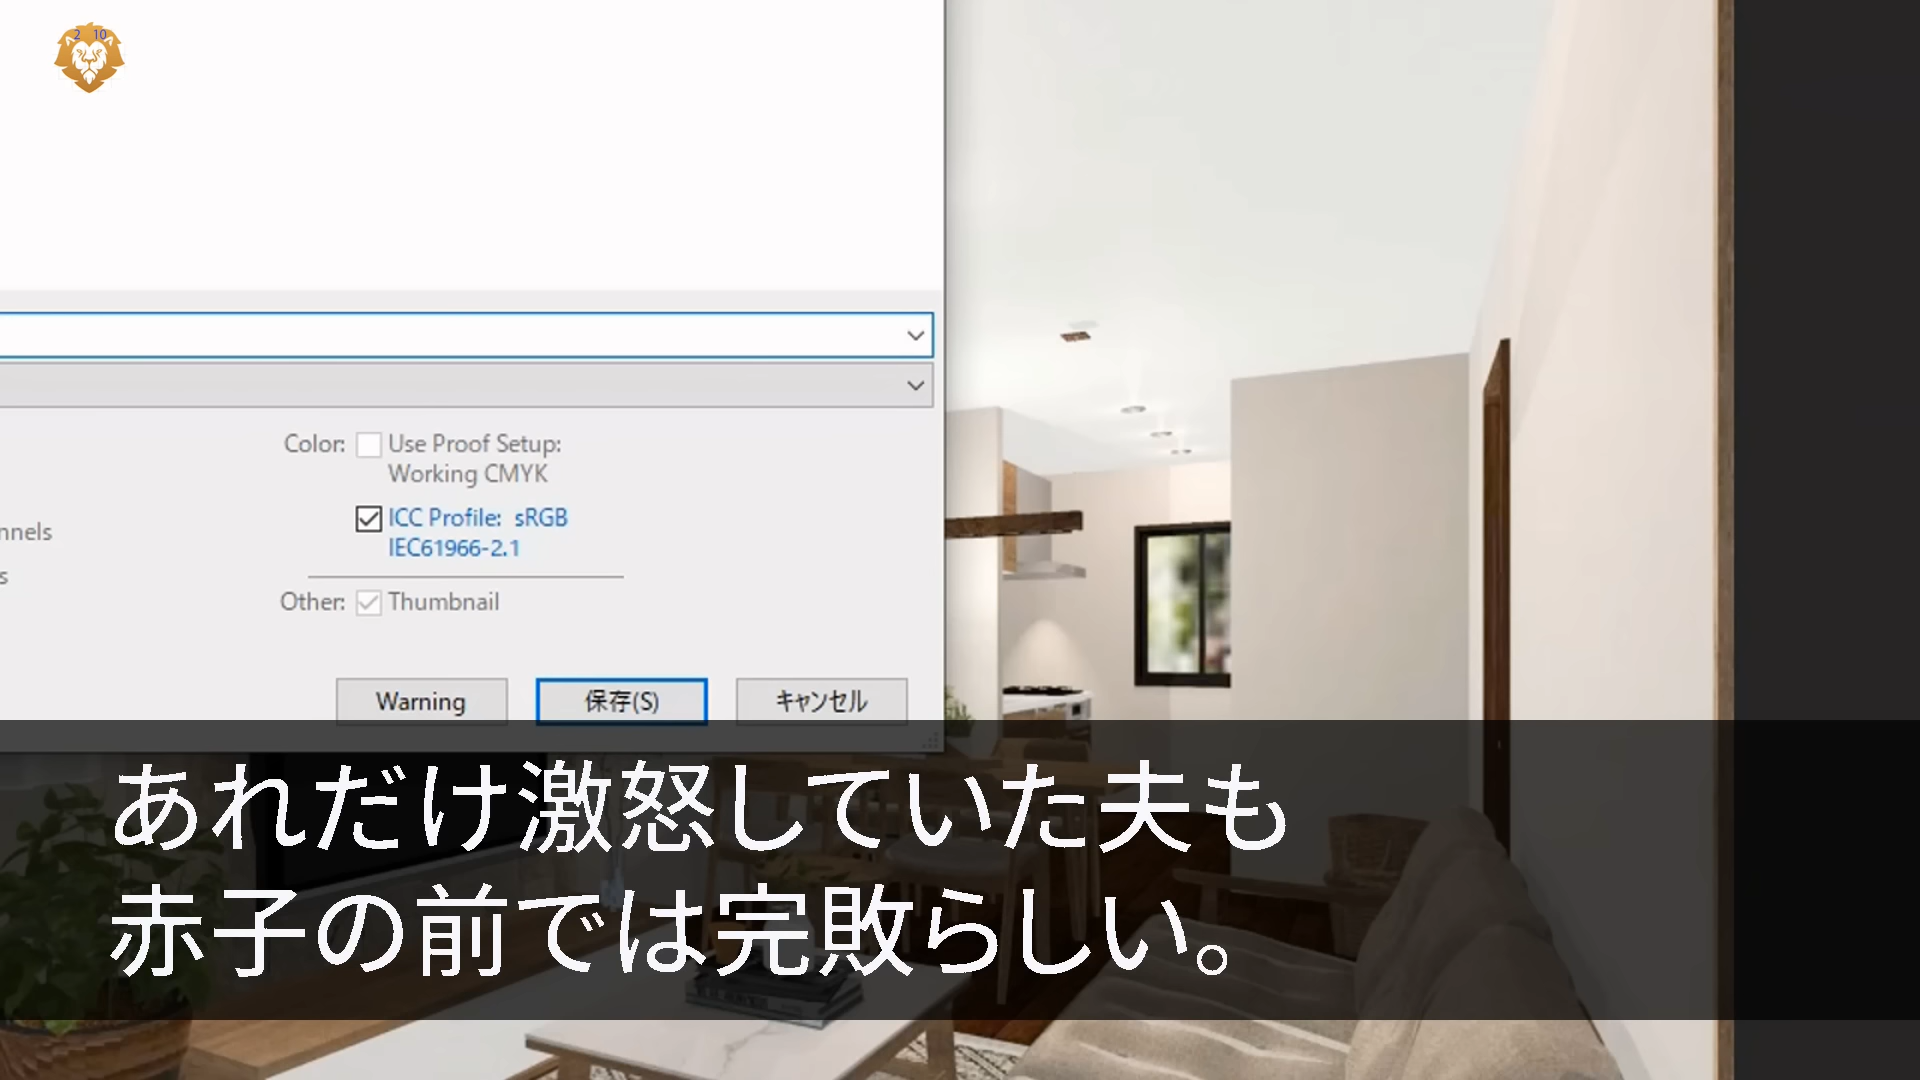 2 10
Color:
Use Proof Setup:
Working CMYK
ICC Profile: sRGB
IEC61966-2.1
nnels
s
Other:
Thumbnail
Warning
保存(S)
キャンセル
あれだけ激怒していた夫も
赤子の前では完敗らしい。